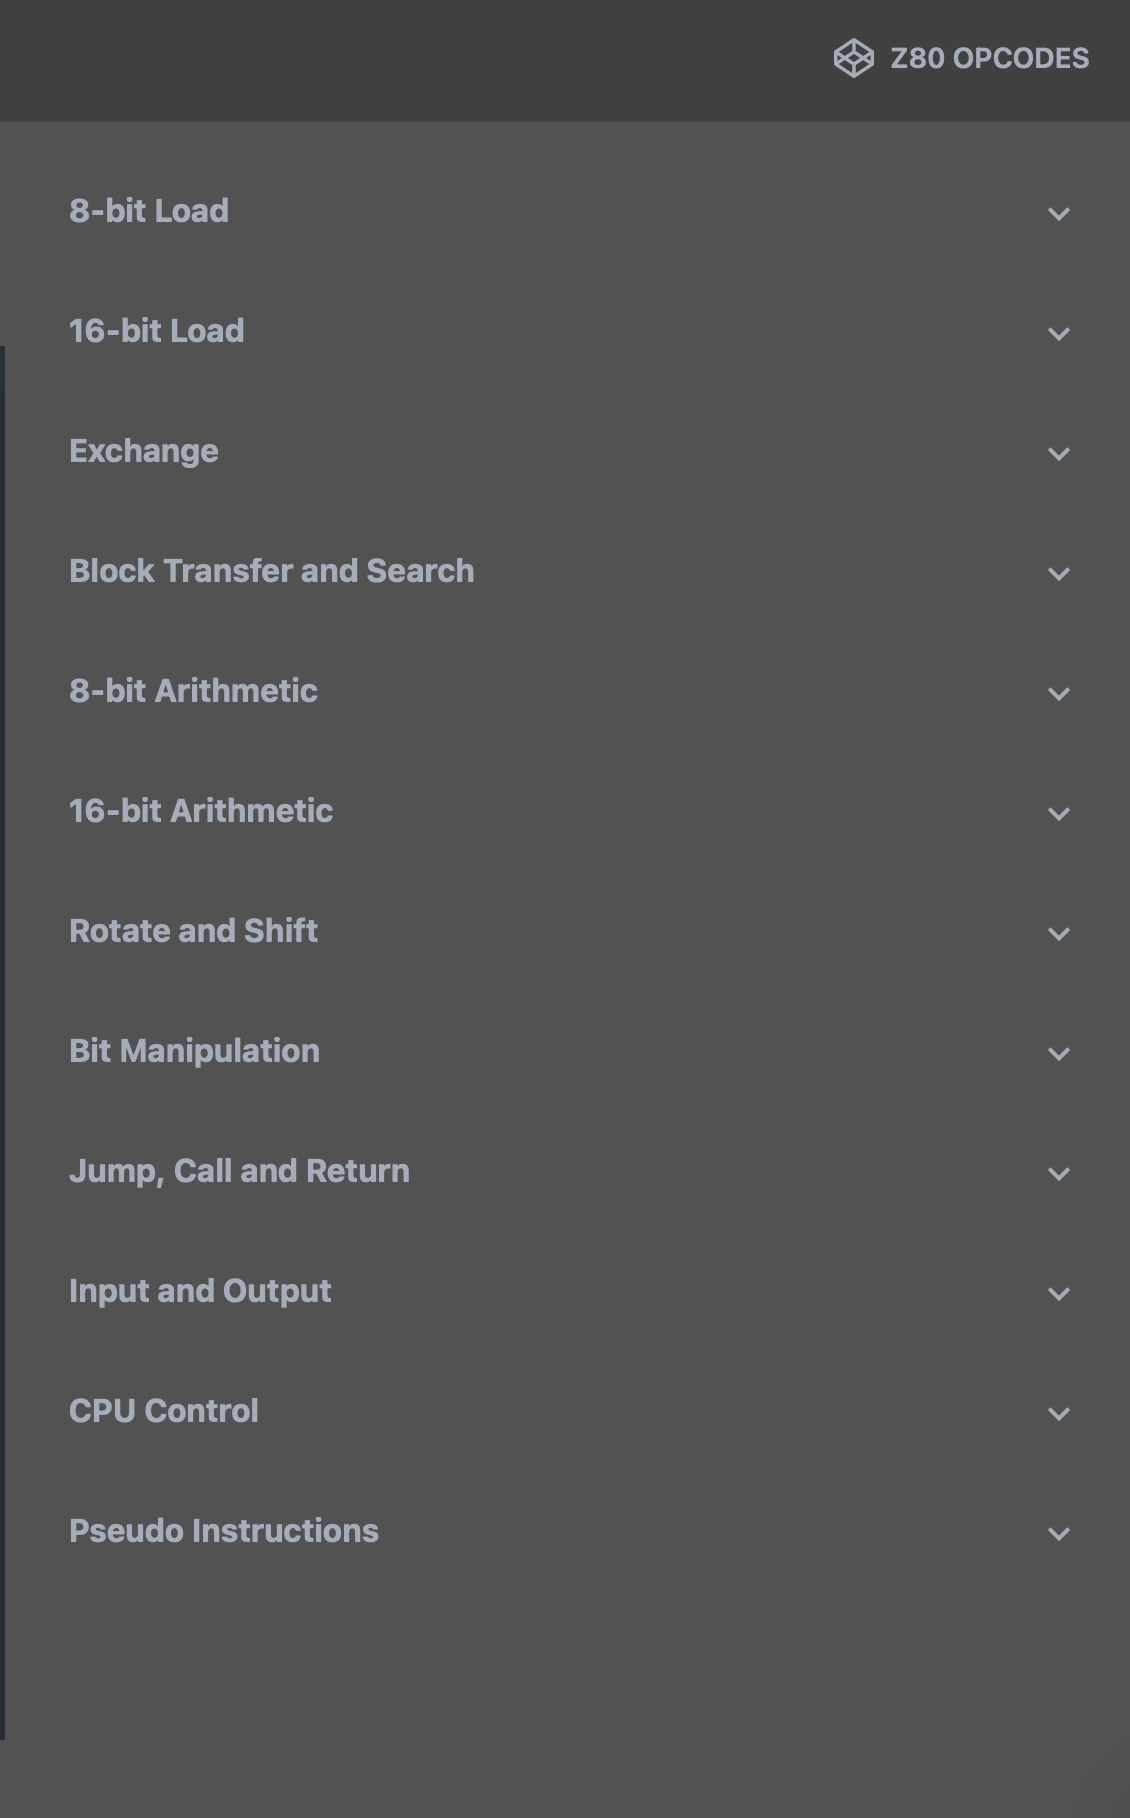 Z80 OPCODES
8-bit Load
16-bit Load
Exchange
Block Transfer and Search
8-bit Arithmetic
16-bit Arithmetic
Rotate and Shift
Bit Manipulation
Jump, Call and Return
Input and Output
CPU Control
Pseudo Instructions